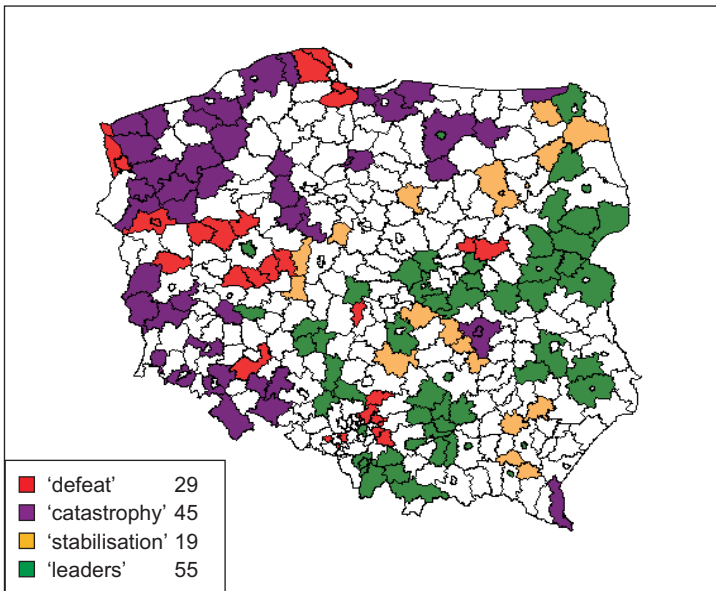 ‘defeat’ 29
‘catastrophy’ 45
‘stabilisation’ 19
‘leaders’ 55